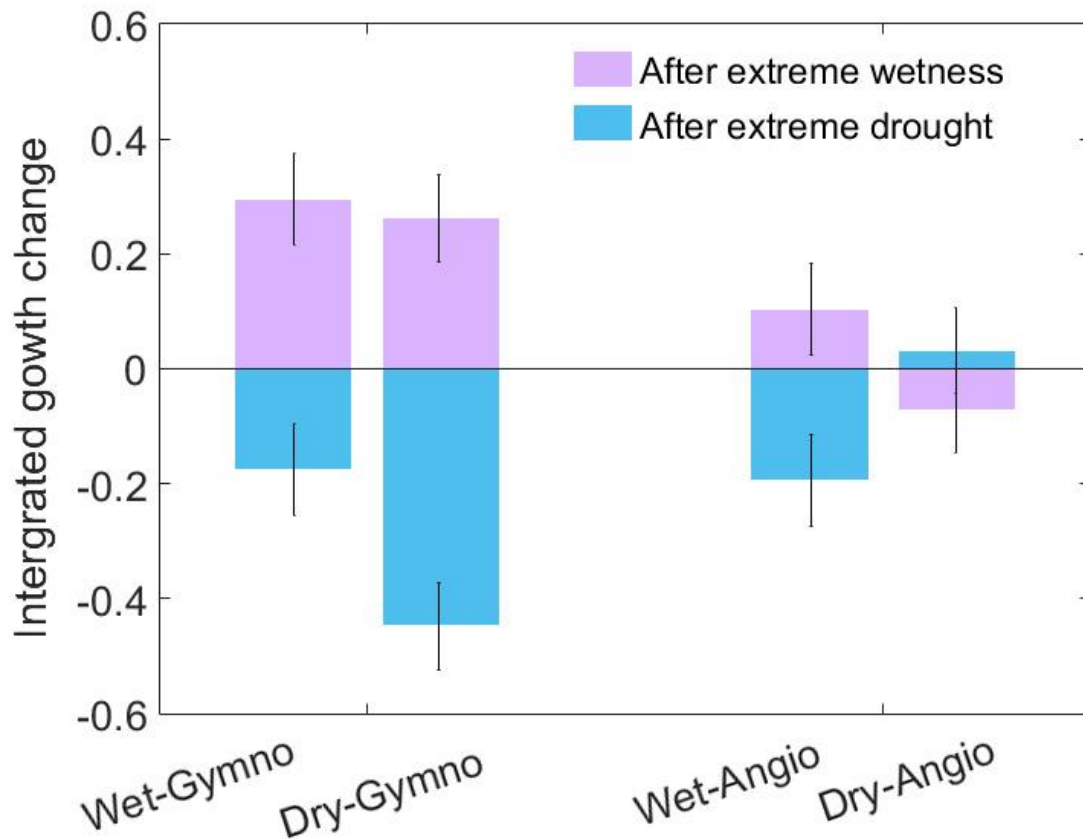 0.6
0.4
0.2
0
-0.2
-0.4
-0.6
Intergrated gowth change
After extreme wetness
After extreme drought
Wet-Gymno
Dry-Gymno
Wet-Angio
Dry-Angio